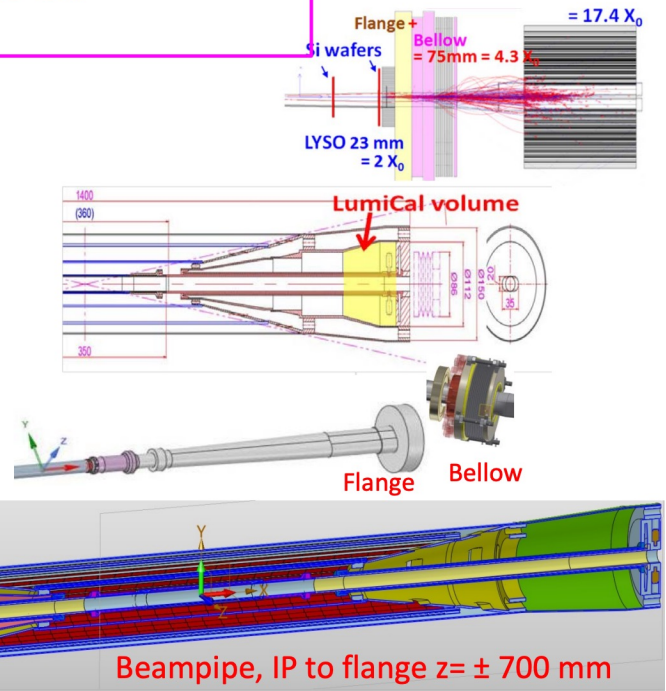 = 17.4 X0
Flange +
Bellow
Si wafers
= 75mm = 4.3 X0
LYSO 23 mm
= 2 X0
1400
(360)
LumiCal volume
Ø86
Ø112
Ø150
20
35
350
Y
Z
Flange
Bellow
Y
X
Z
Beampipe, IP to flange z= ± 700 mm